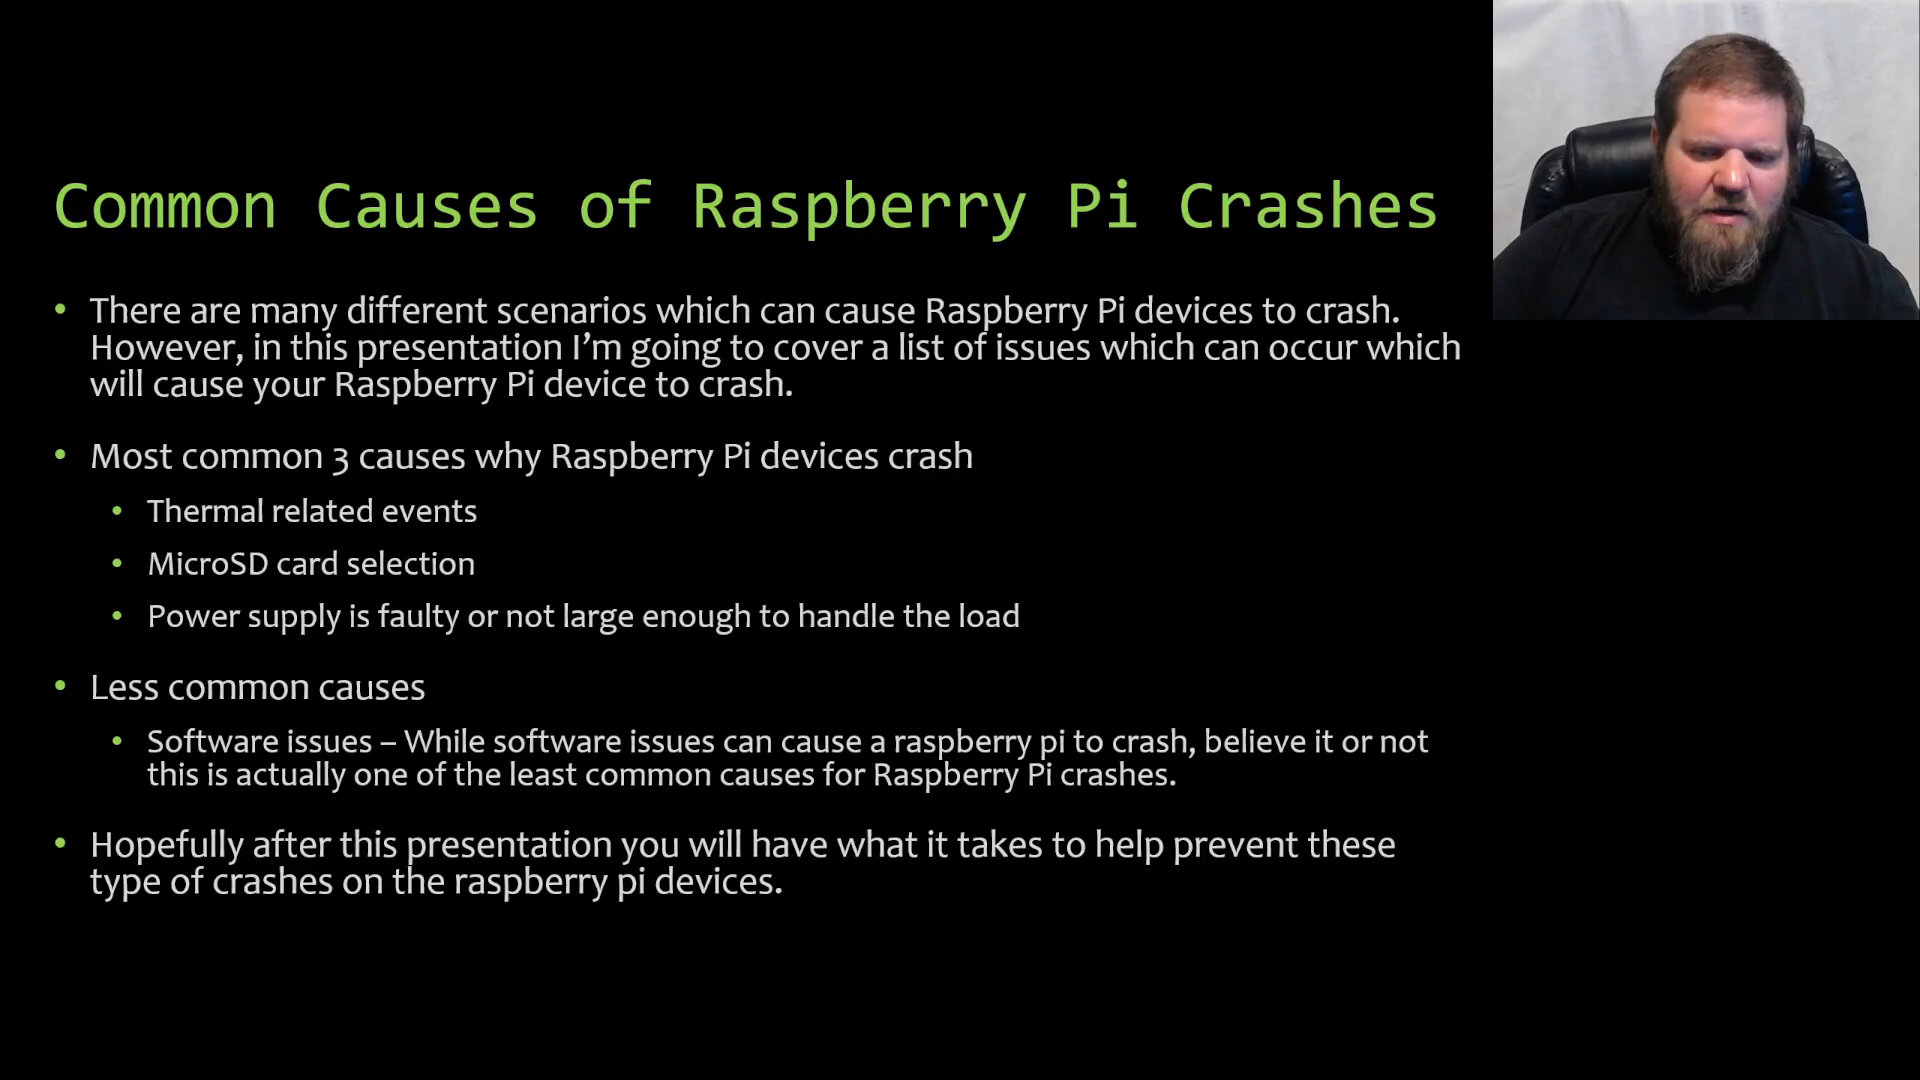 Common Causes of Raspberry Pi Crashes
• There are many different scenarios which can cause Raspberry Pi devices to crash.
However, in this presentation I’m going to cover a list of issues which can occur which
will cause your Raspberry Pi device to crash.
• Most common 3 causes why Raspberry Pi devices crash
• Thermal related events
• MicroSD card selection
• Power supply is faulty or not large enough to handle the load
• Less common causes
• Software issues – While software issues can cause a raspberry pi to crash, believe it or not
this is actually one of the least common causes for Raspberry Pi crashes.
• Hopefully after this presentation you will have what it takes to help prevent these
type of crashes on the raspberry pi devices.